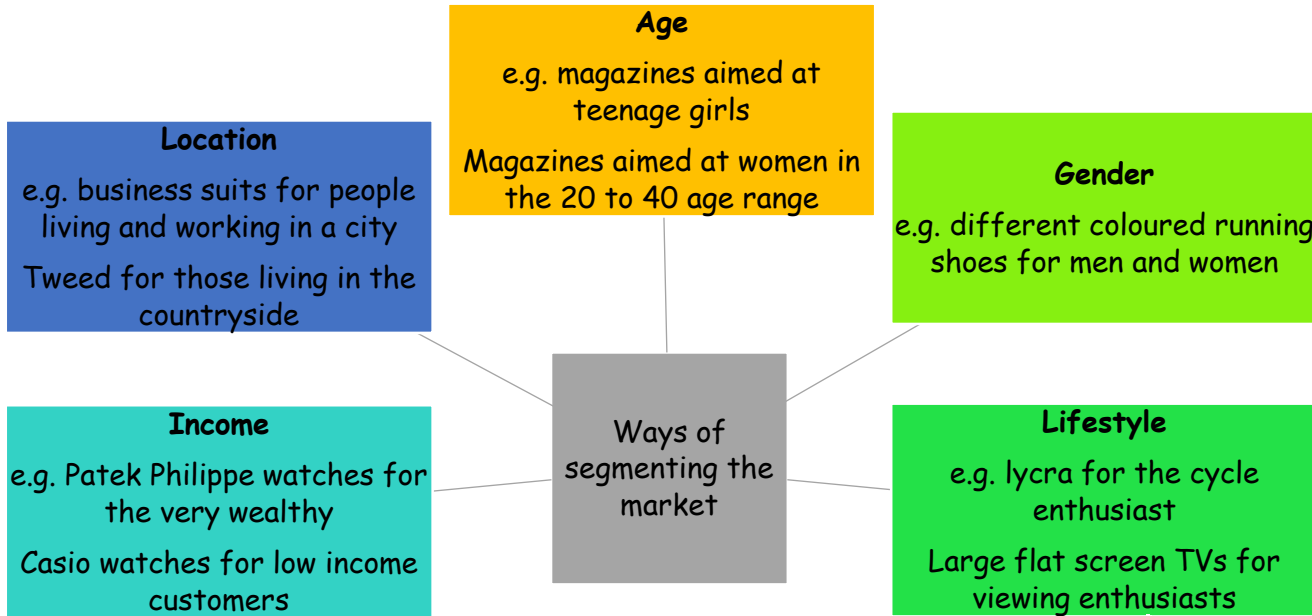 Age
e.g. magazines aimed at
teenage girls
Magazines aimed at women in
the 20 to 40 age range
Location
e.g. business suits for people
living and working in a city
Tweed for those living in the
countryside
Gender
e.g. different coloured running
shoes for men and women
Ways of
segmenting the
market
Income
e.g. Patek Philippe watches for
the very wealthy
Casio watches for low income
customers
Lifestyle
e.g. lycra for the cycle
enthusiast
Large flat screen TVs for
viewing enthusiasts